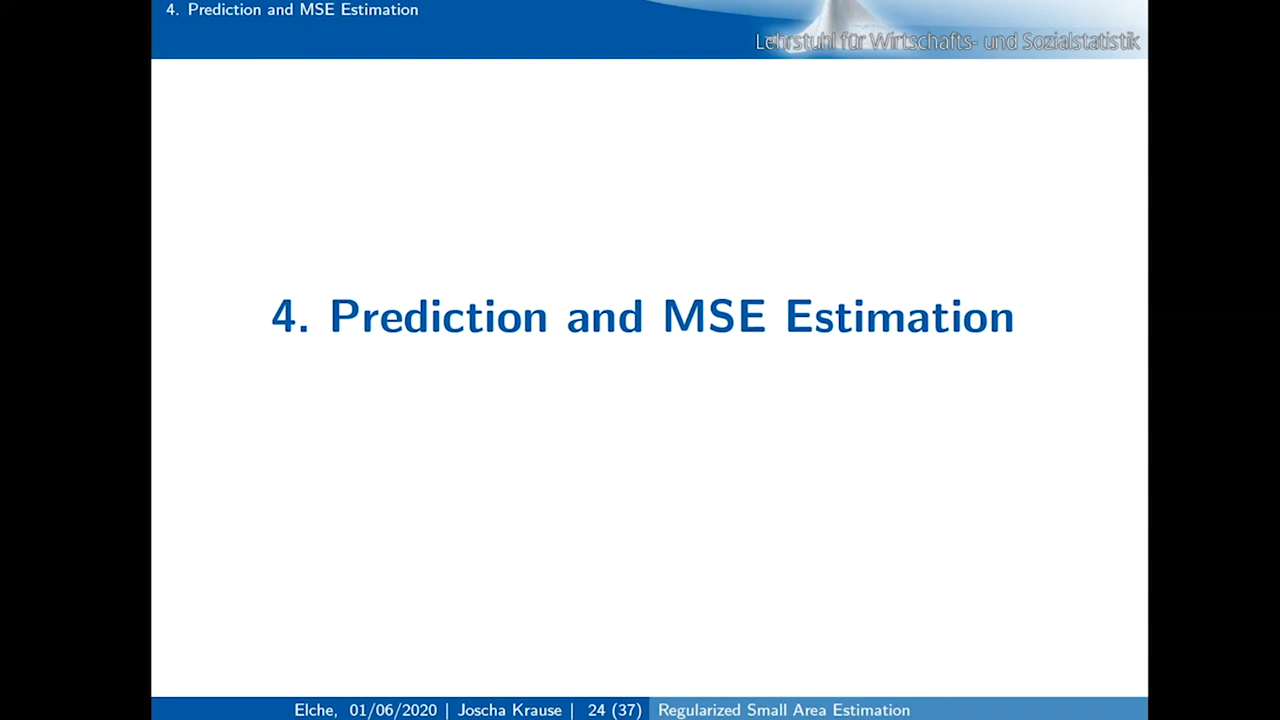 4. Prediction and MSE Estimation
Lehrstuhl für Wirtschafts- und Sozialstatistik
4. Prediction and MSE Estimation
Elche, 01/06/2020 | Joscha Krause | 24 (37) Regularized Small Area Estimation